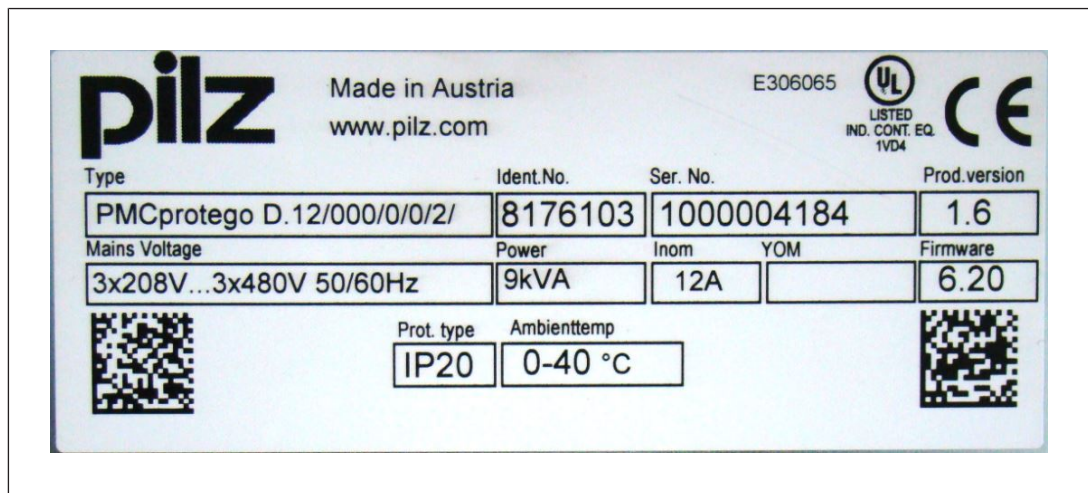 pilz
Made in Austria
www.pilz.com
E306065
UL
LISTED
IND. CONT. EQ.
1VD4
CE
Type Ident.No. Ser. No. Prod.version
PMCprotego D.12/000/0/0/2/ 8176103 1000004184 1.6
Mains Voltage Power Inom YOM Firmware
3x208V...3x480V 50/60Hz 9kVA 12A 6.20
Prot. type Ambienttemp
IP20 0-40 °C